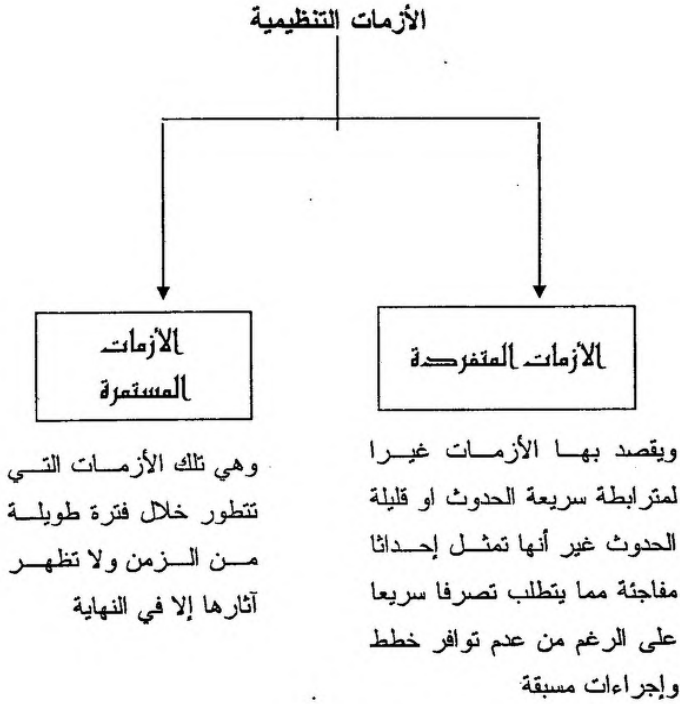 الأزمات التنظيمية
الأزمات المتفردة
ويقصد بها الأزمات غيرا
لمترابطة سريعة الحدوث او قليلة
الحدوث غير أنها تمثل إحداثا
مفاجئة مما يتطلب تصرفا سريعا
على الرغم من عدم توافر خطط
وإجراءات مسبقة
الأزمات
المستمرة
وهي تلك الأزمات التي
تتطور خلال فترة طويلة
من الزمن ولا تظهر
آثارها إلا في النهاية